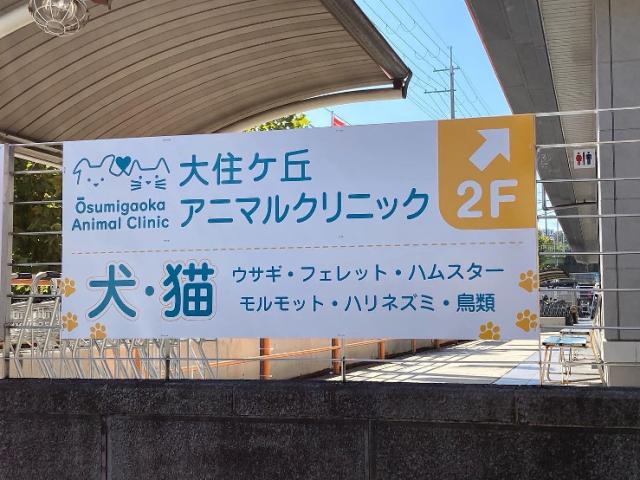 大住ケ丘
アニマルクリニック
Ōsumigaoka
Animal Clinic
2F
犬・猫
ウサギ・フェレット・ハムスター
モルモット・ハリネズミ・鳥類